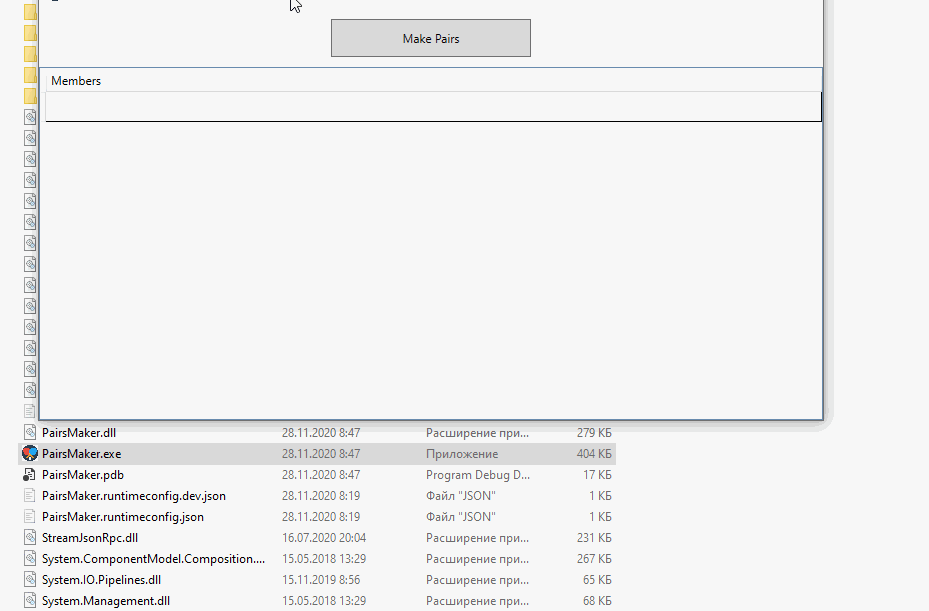 Make Pairs
Members
PairsMaker.dll 28.11.2020 8:47 Расширение при... 279 КБ
PairsMaker.exe 28.11.2020 8:47 Приложение 404 КБ
PairsMaker.pdb 28.11.2020 8:47 Program Debug D... 17 КБ
PairsMaker.runtimeconfig.dev.json 28.11.2020 8:19 Файл "JSON" 1 КБ
PairsMaker.runtimeconfig.json 28.11.2020 8:19 Файл "JSON" 1 КБ
StreamJsonRpc.dll 16.07.2020 20:04 Расширение при... 231 КБ
System.ComponentModel.Composition.... 15.05.2018 13:29 Расширение при... 267 КБ
System.IO.Pipelines.dll 15.11.2019 8:56 Расширение при... 65 КБ
System.Management.dll 15.05.2018 13:29 Расширение при... 68 КБ